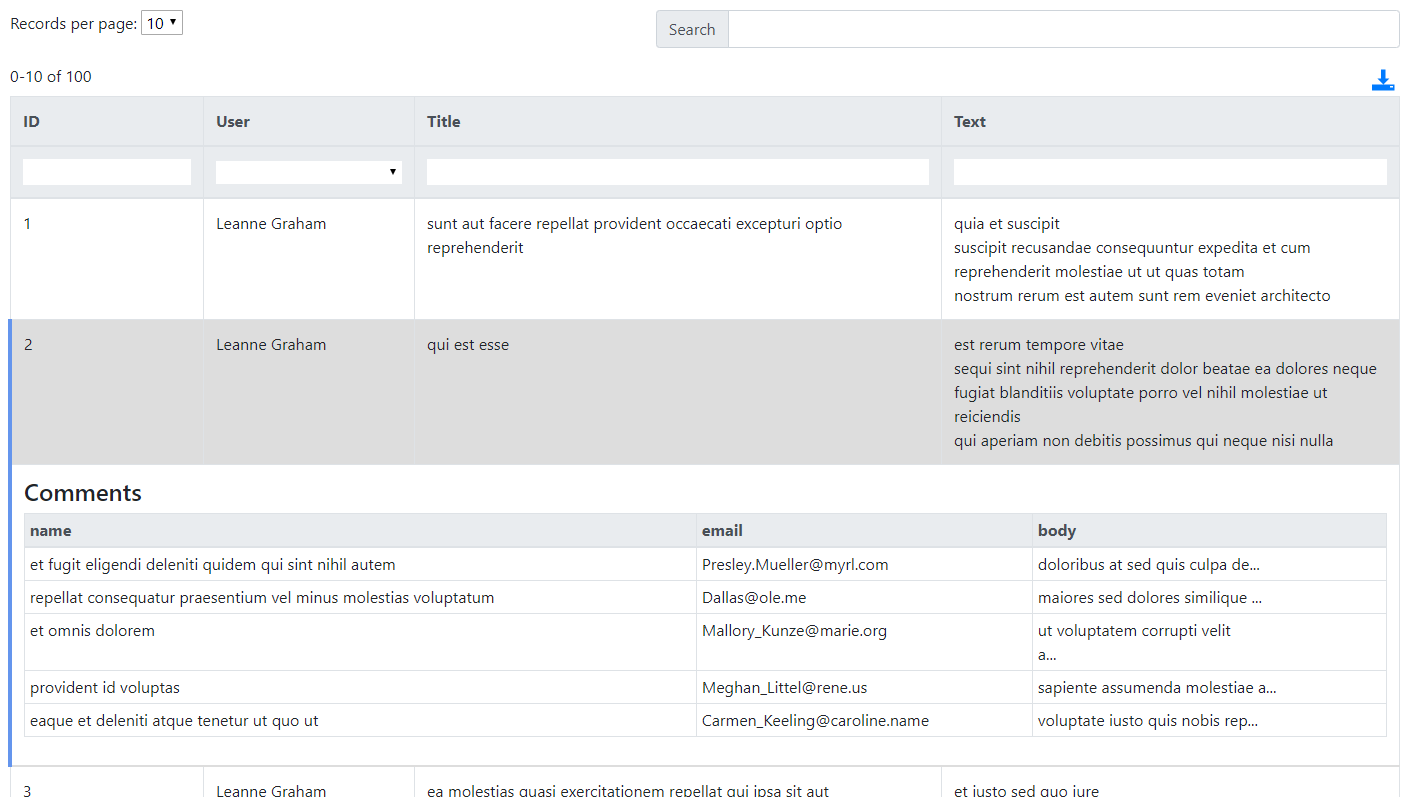 Records per page: 10
Search
0-10 of 100
ID User Title Text
1 Leanne Graham sunt aut facere repellat provident occaecati excepturi optio quia et suscipit
reprehenderit suscipit recusandae consequuntur expedita et cum
reprehenderit molestiae ut ut quas totam
nostrum rerum est autem sunt rem eveniet architecto
2 Leanne Graham qui est esse est rerum tempore vitae
sequi sint nihil reprehenderit dolor beatae ea dolores neque
fugiat blanditiis voluptate porro vel nihil molestiae ut
reiciendis
qui aperiam non debitis possimus qui neque nisi nulla
Comments
name email body
et fugit eligendi deleniti quidem qui sint nihil autem Presley.Mueller@myrl.com doloribus at sed quis culpa de...
repellat consequatur praesentium vel minus molestias voluptatum Dallas@ole.me maiores sed dolores similique ...
et omnis dolorem Mallory_Kunze@marie.org ut voluptatem corrupti velit
a...
provident id voluptas Meghan_Littel@rene.us sapiente assumenda molestiae a...
eaque et deleniti atque tenetur ut quo ut Carmen_Keeling@caroline.name voluptate iusto quis nobis rep...
3 Leanne Graham ea molestias quasi exercitationem repellat qui ipsa sit aut et iusto sed quo iure